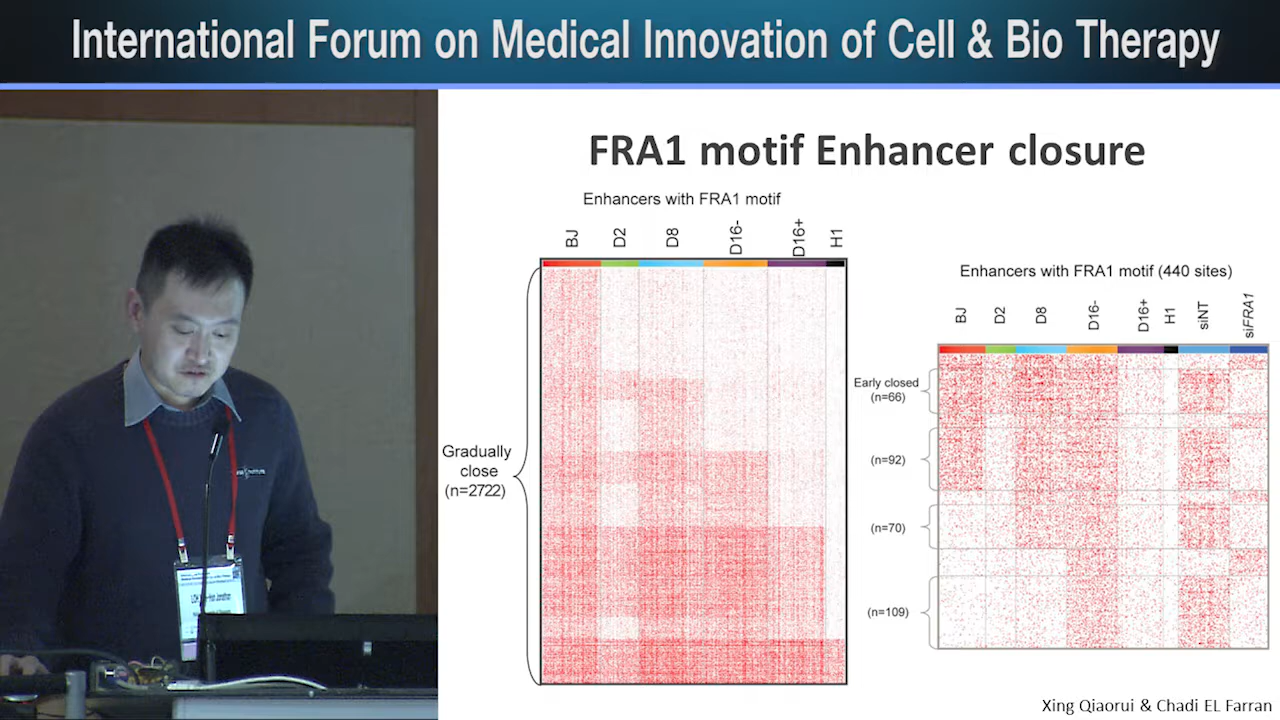 International Forum on Medical Innovation of Cell & Bio Therapy
FRA1 motif Enhancer closure
Enhancers with FRA1 motif
BJ D2 D8 D16- D16+ H1
Gradually
close
(n=2722)
Enhancers with FRA1 motif (440 sites)
BJ D2 D8 D16- D16+ H1 siNT siFRA1
Early closed
(n=66)
(n=92)
(n=70)
(n=109)
Xing Qiaorui & Chadi EL Farran